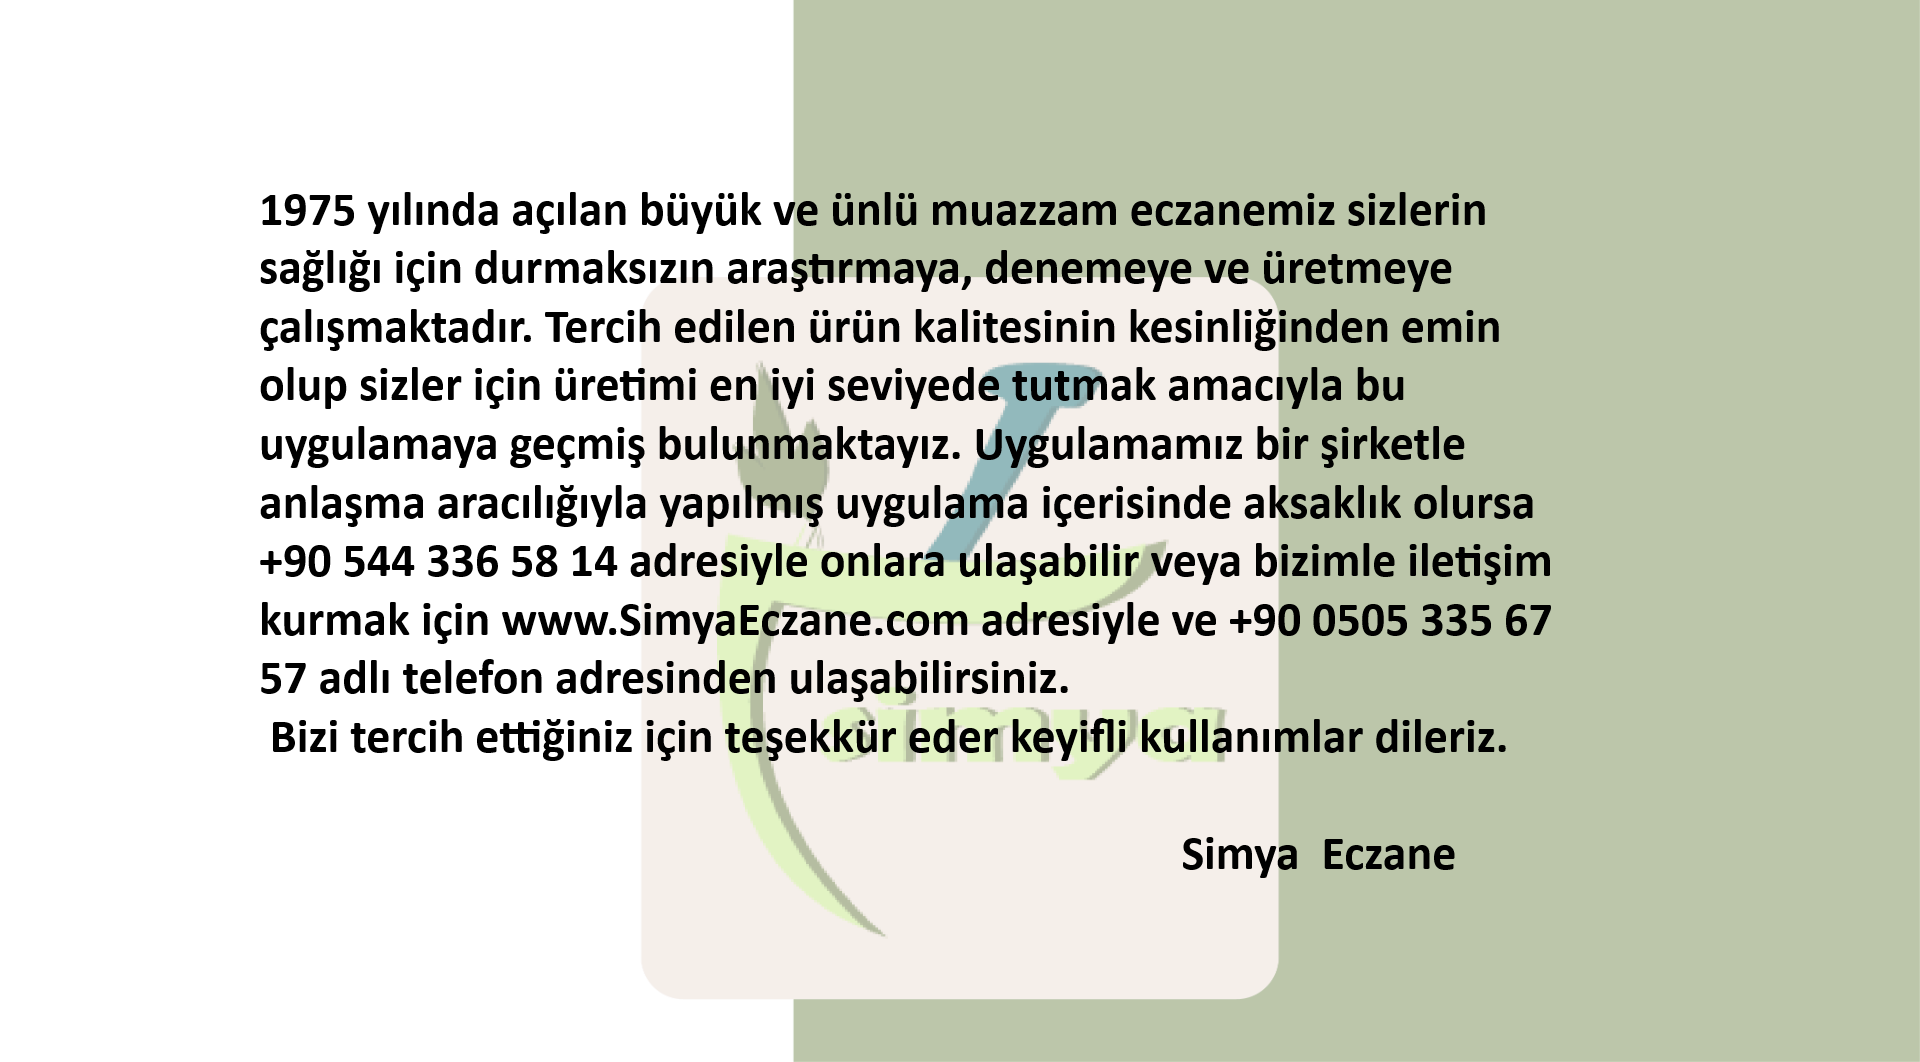 1975 yılında açılan büyük ve ünlü muazzam eczanemiz sizlerin
sağlığı için durmaksızın araştırmaya, denemeye ve üretmeye
çalışmaktadır. Tercih edilen ürün kalitesinin kesinliğinden emin
olup sizler için üretimi en iyi seviyede tutmak amacıyla bu
uygulamaya geçmiş bulunmaktayız. Uygulamamız bir şirketle
anlaşma aracılığıyla yapılmış uygulama içerisinde aksaklık olursa
+90 544 336 58 14 adresiyle onlara ulaşabilir veya bizimle iletişim
kurmak için www.SimyaEczane.com adresiyle ve +90 0505 335 67
57 adlı telefon adresinden ulaşabilirsiniz.
Bizi tercih ettiğiniz için teşekkür eder keyifli kullanımlar dileriz.
simya
Simya Eczane